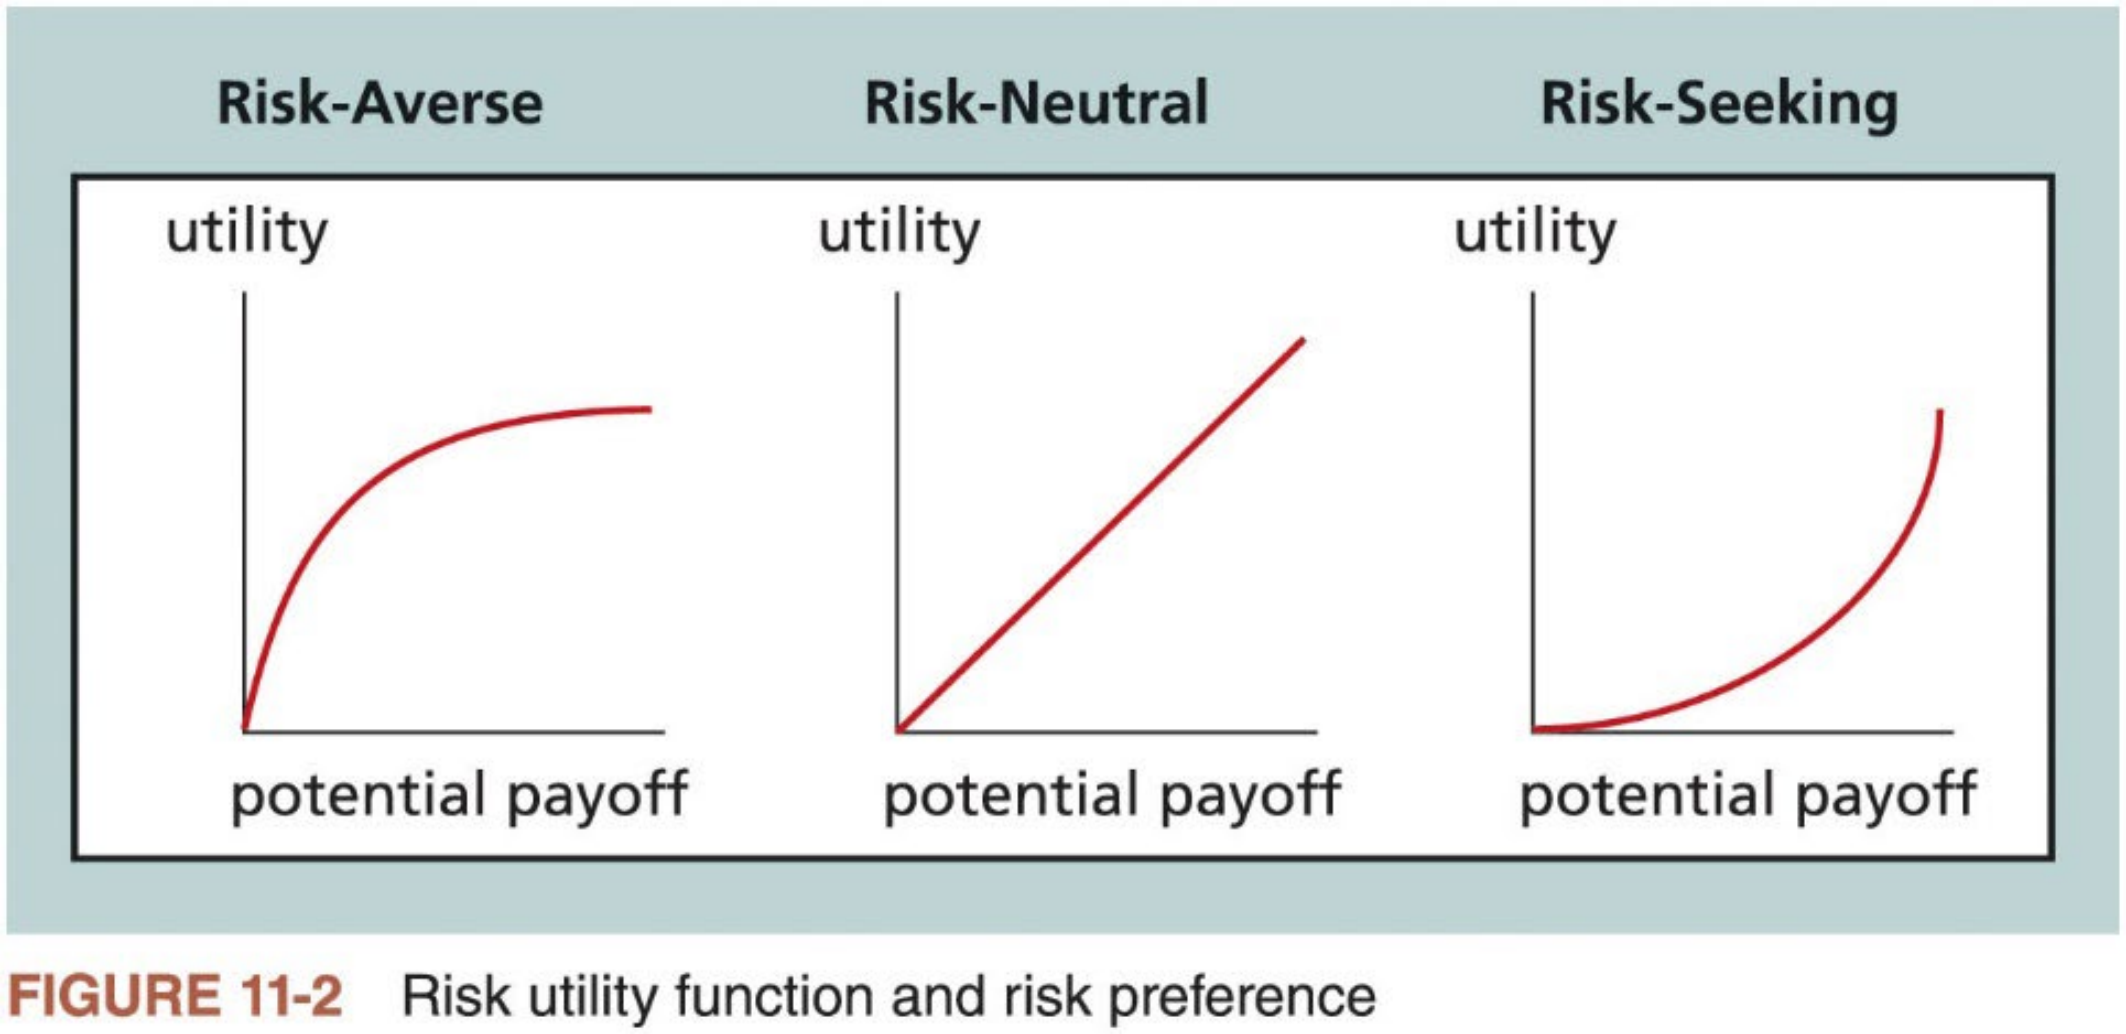 Risk-Averse Risk-Neutral Risk-Seeking
utility utility utility
potential payoff potential payoff potential payoff
FIGURE 11-2 Risk utility function and risk preference